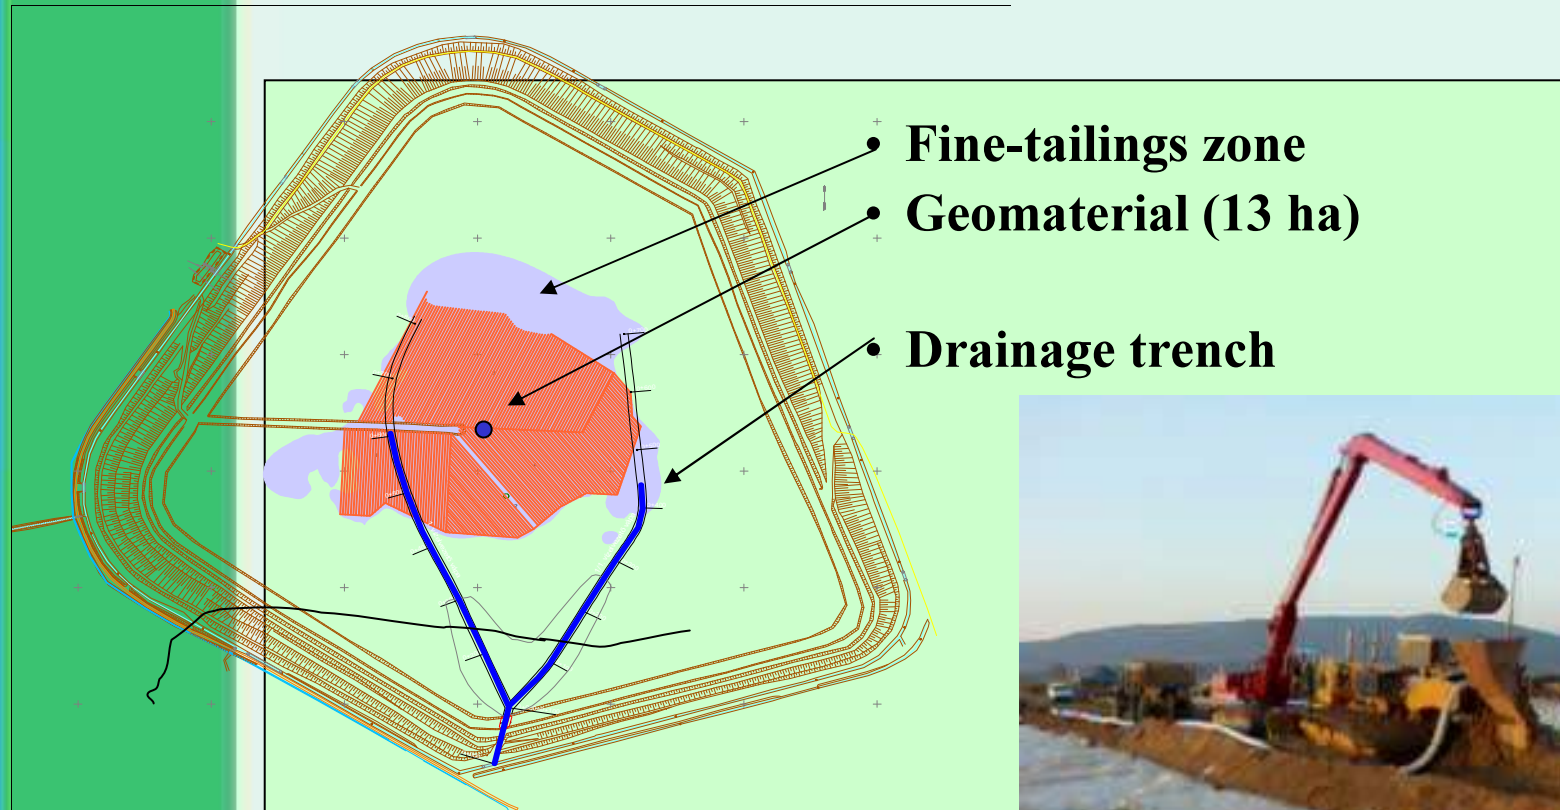 • Fine-tailings zone
• Geomaterial (13 ha)
• Drainage trench